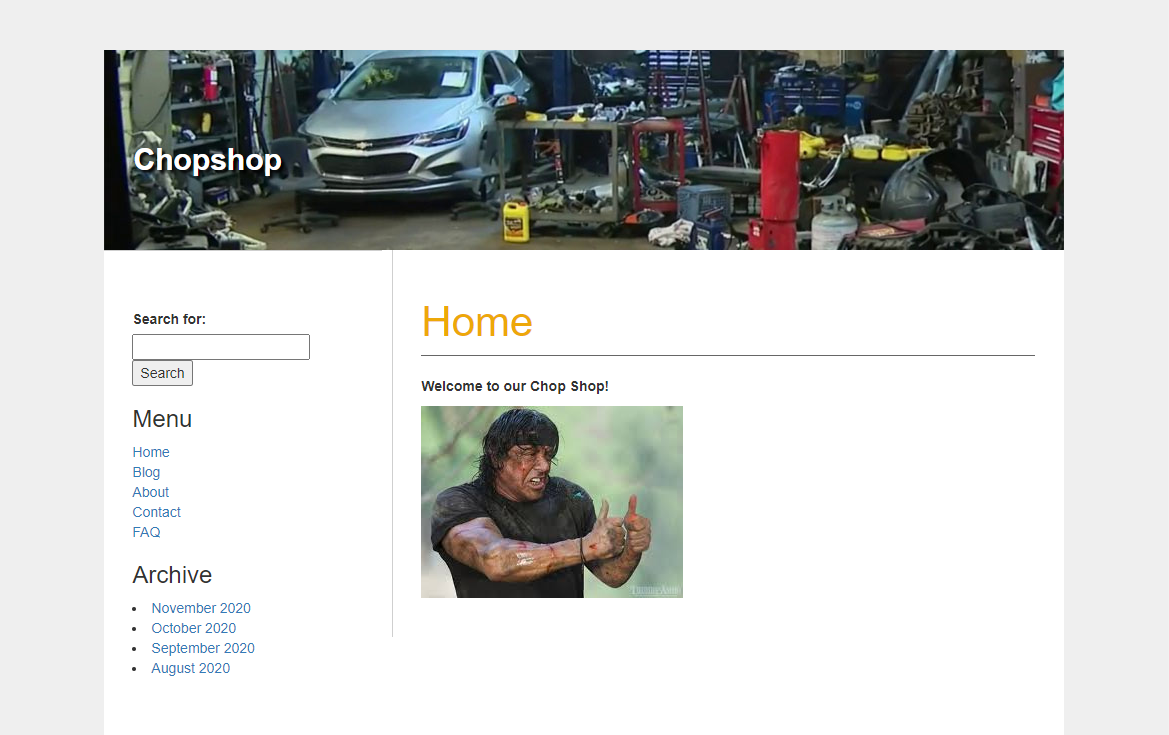 Chopshop
Search for:
Search
Menu
Home
Blog
About
Contact
FAQ
Archive
November 2020
October 2020
September 2020
August 2020
Home
Welcome to our Chop Shop!